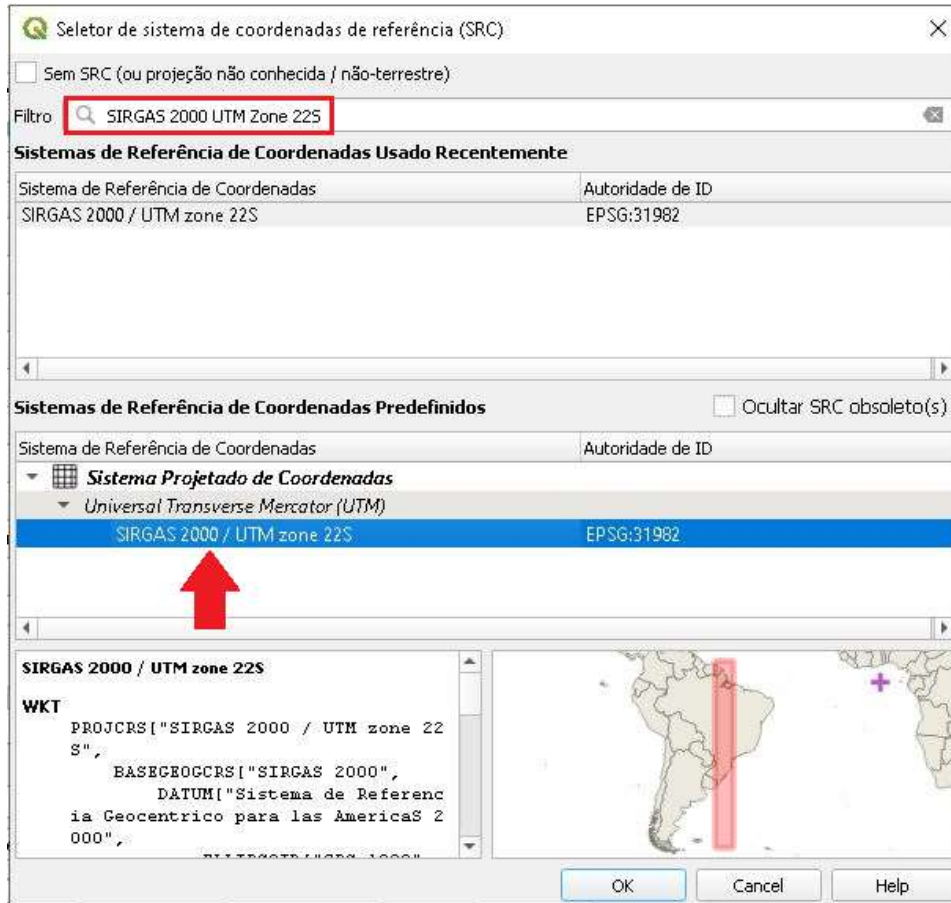 Seletor de sistema de coordenadas de referência (SRC)
Sem SRC (ou projeção não conhecida / não-terrestre)
Filtro SIRGAS 2000 UTM Zone 22S
Sistemas de Referência de Coordenadas Usado Recentemente
Sistema de Referência de Coordenadas Autoridade de ID
SIRGAS 2000 / UTM zone 22S EPSG:31982
Sistemas de Referência de Coordenadas Predefinidos Ocultar SRC obsoleto(s)
Sistema de Referência de Coordenadas Autoridade de ID
Sistema Projetado de Coordenadas
Universal Transverse Mercator (UTM)
SIRGAS 2000 / UTM zone 22S EPSG:31982
SIRGAS 2000 / UTM zone 22S
WKT
PROJCRS["SIRGAS 2000 / UTM zone 22
S",
BASEGEOGCRS["SIRGAS 2000",
DATUM["Sistema de Referenc
ia Geocentrico para las AmericaS 2
000",
OK Cancel Help